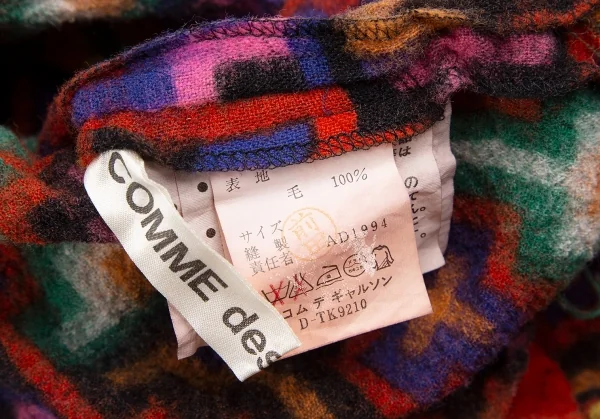 COMME des
表地
毛 100%
サイズ
縫製
責任者
AD1994
コム デ ギャルソン
D-TK9210